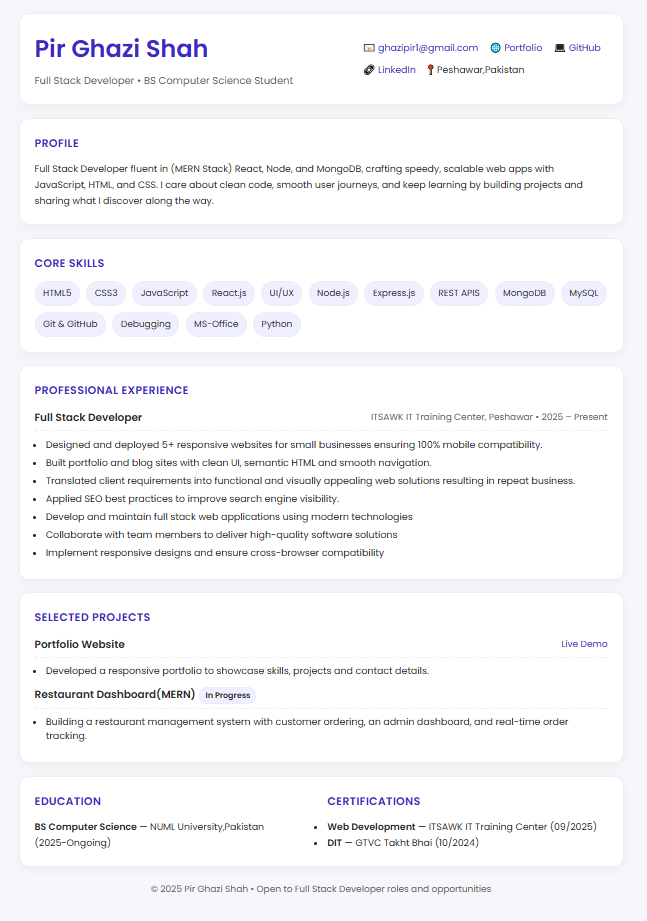 Pir Ghazi Shah
Full Stack Developer • BS Computer Science Student
ghazipir1@gmail.com Portfolio GitHub
LinkedIn Peshawar,Pakistan
PROFILE
Full Stack Developer fluent in (MERN Stack) React, Node, and MongoDB, crafting speedy, scalable web apps with
JavaScript, HTML, and CSS. I care about clean code, smooth user journeys, and keep learning by building projects and
sharing what I discover along the way.
CORE SKILLS
HTML5 CSS3 JavaScript React.js UI/UX Node.js Express.js REST APIS MongoDB MySQL
Git & GitHub Debugging MS-Office Python
PROFESSIONAL EXPERIENCE
Full Stack Developer ITSAWK IT Training Center, Peshawar • 2025 – Present
• Designed and deployed 5+ responsive websites for small businesses ensuring 100% mobile compatibility.
• Built portfolio and blog sites with clean UI, semantic HTML and smooth navigation.
• Translated client requirements into functional and visually appealing web solutions resulting in repeat business.
• Applied SEO best practices to improve search engine visibility.
• Develop and maintain full stack web applications using modern technologies
• Collaborate with team members to deliver high-quality software solutions
• Implement responsive designs and ensure cross-browser compatibility
SELECTED PROJECTS
Portfolio Website Live Demo
• Developed a responsive portfolio to showcase skills, projects and contact details.
Restaurant Dashboard(MERN) In Progress
• Building a restaurant management system with customer ordering, an admin dashboard, and real-time order
tracking.
EDUCATION
BS Computer Science — NUML University,Pakistan
(2025-Ongoing)
CERTIFICATIONS
• Web Development — ITSAWK IT Training Center (09/2025)
• DIT — GTVC Takht Bhai (10/2024)
© 2025 Pir Ghazi Shah • Open to Full Stack Developer roles and opportunities